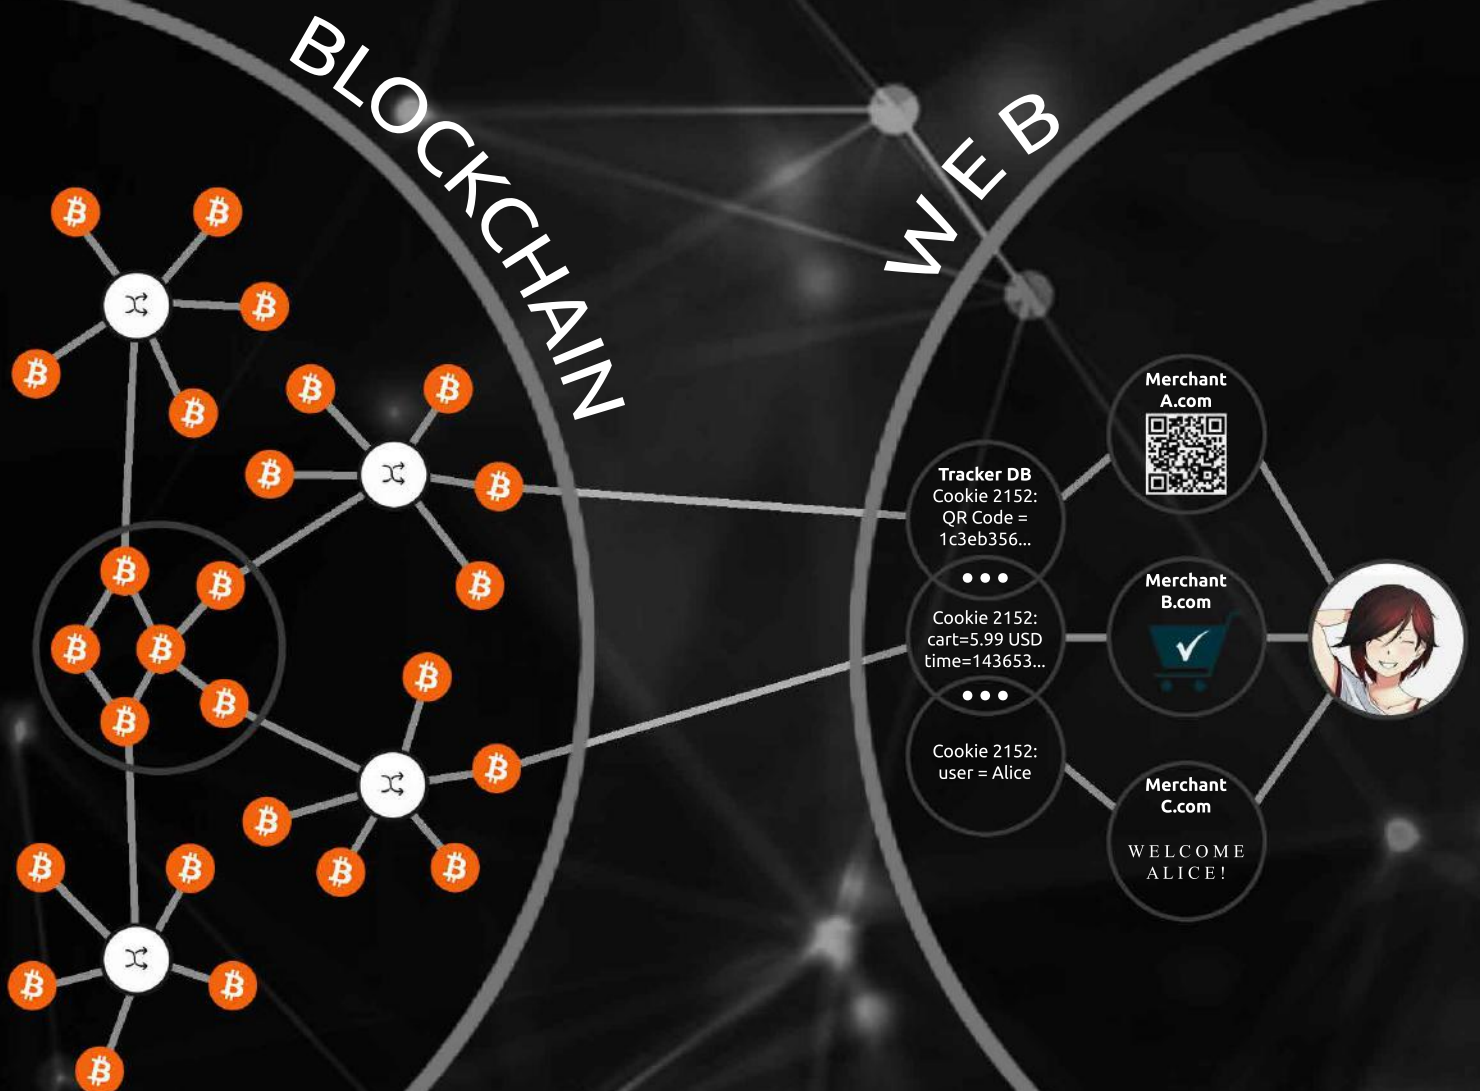 BLOCKCHAIN
WEB
Merchant
A.com
Tracker DB
Cookie 2152:
QR Code =
1c3eb356...
Merchant
B.com
Cookie 2152:
cart=5.99 USD
time=143653...
Cookie 2152:
user = Alice
Merchant
C.com
WELCOME
ALICE!